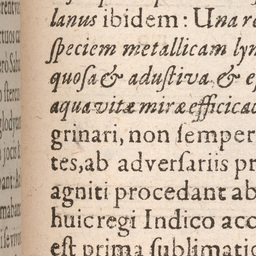 lanus ibidem: Una re
ſpeciem metallicam lyn
quoſa & aduſtiva & e
aqua vitæ miræ efficicac
grinari, non ſemper
tes, ab adverſariis pr
agniti procedant ab
huic regi Indico acc
eſt prima ſublimatio